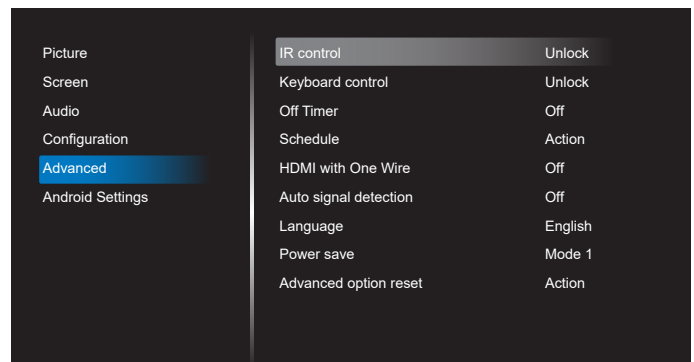 Picture
Screen
Audio
Configuration
Advanced
Android Settings
IR control Unlock
Keyboard control Unlock
Off Timer Off
Schedule Action
HDMI with One Wire Off
Auto signal detection Off
Language English
Power save Mode 1
Advanced option reset Action